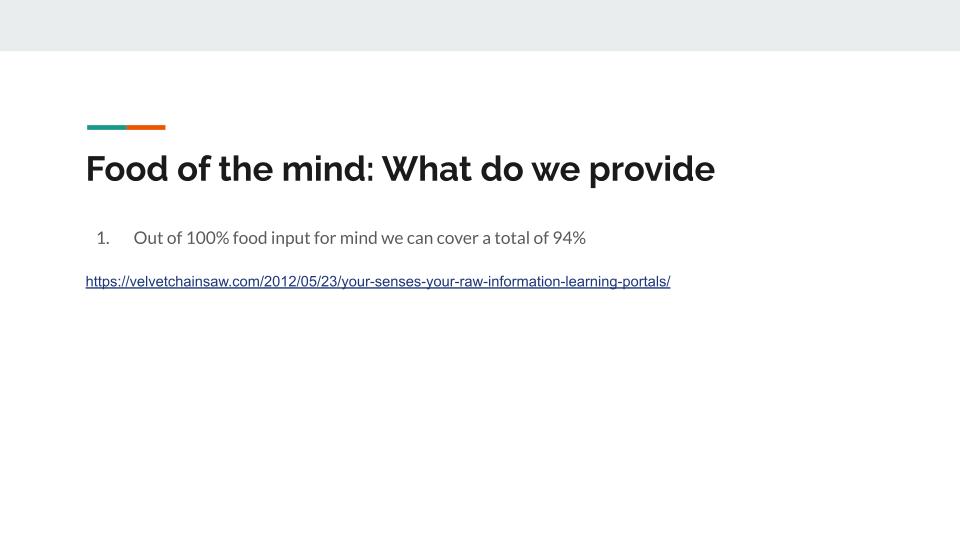 Food of the mind: What do we provide
1. Out of 100% food input for mind we can cover a total of 94%
https://velvetchainsaw.com/2012/05/23/your-senses-your-raw-information-learning-portals/